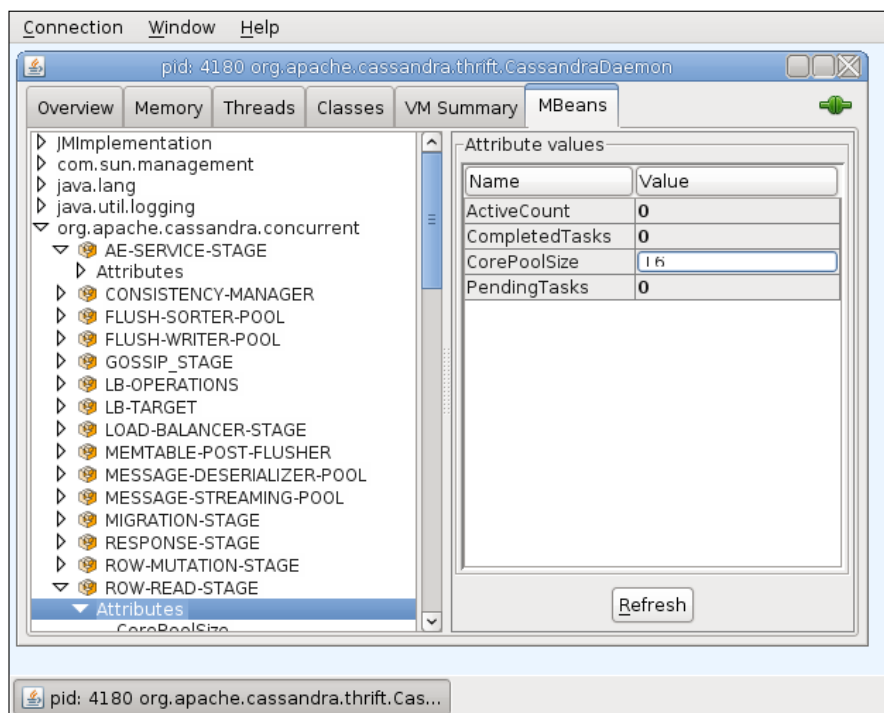 Connection Window Help
pid: 4180 org.apache.cassandra.thrift.CassandraDaemon
Overview Memory Threads Classes VM Summary MBeans
JMImplementation
com.sun.management
java.lang
java.util.logging
org.apache.cassandra.concurrent
AE-SERVICE-STAGE
Attributes
CONSISTENCY-MANAGER
FLUSH-SORTER-POOL
FLUSH-WRITER-POOL
GOSSIP_STAGE
LB-OPERATIONS
LB-TARGET
LOAD-BALANCER-STAGE
MEMTABLE-POST-FLUSHER
MESSAGE-DESERIALIZER-POOL
MESSAGE-STREAMING-POOL
MIGRATION-STAGE
RESPONSE-STAGE
ROW-MUTATION-STAGE
ROW-READ-STAGE
Attributes
CorePoolSize
Attribute values
Name Value
ActiveCount 0
CompletedTasks 0
CorePoolSize 16
PendingTasks 0
Refresh
pid: 4180 org.apache.cassandra.thrift.Cas...